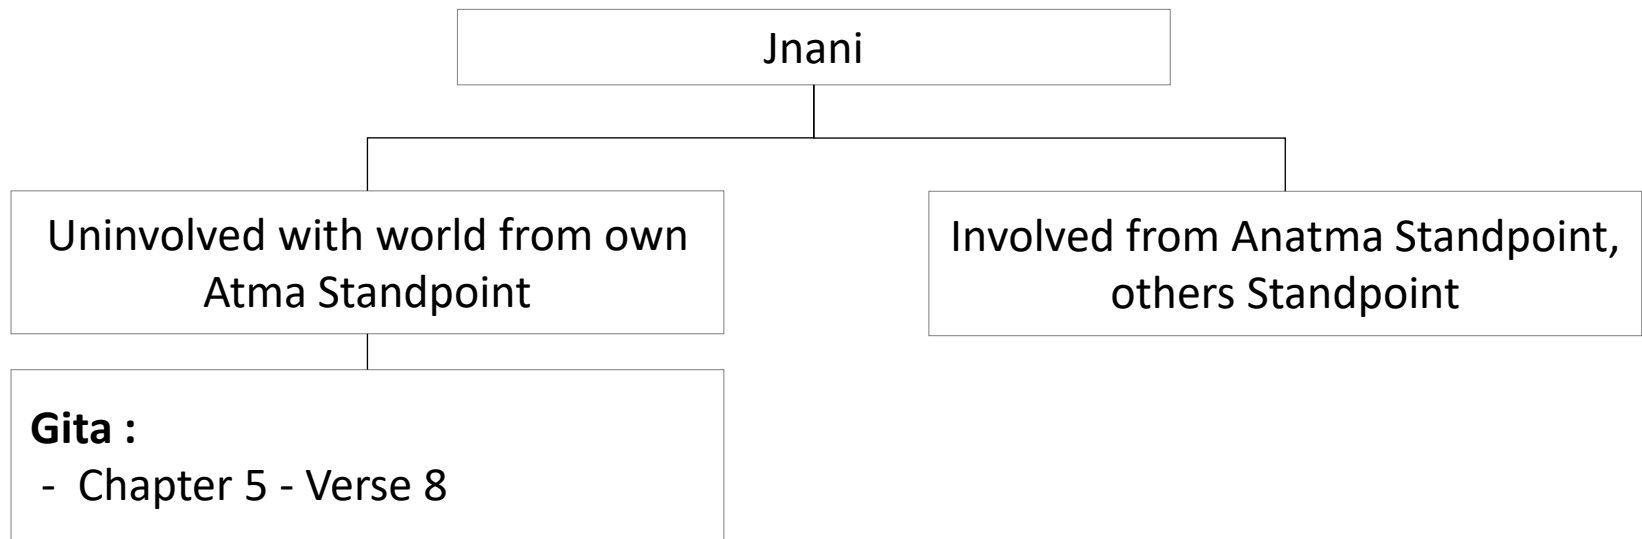 Jnani
Uninvolved with world from own
Atma Standpoint
Involved from Anatma Standpoint,
others Standpoint
Gita :
- Chapter 5 - Verse 8